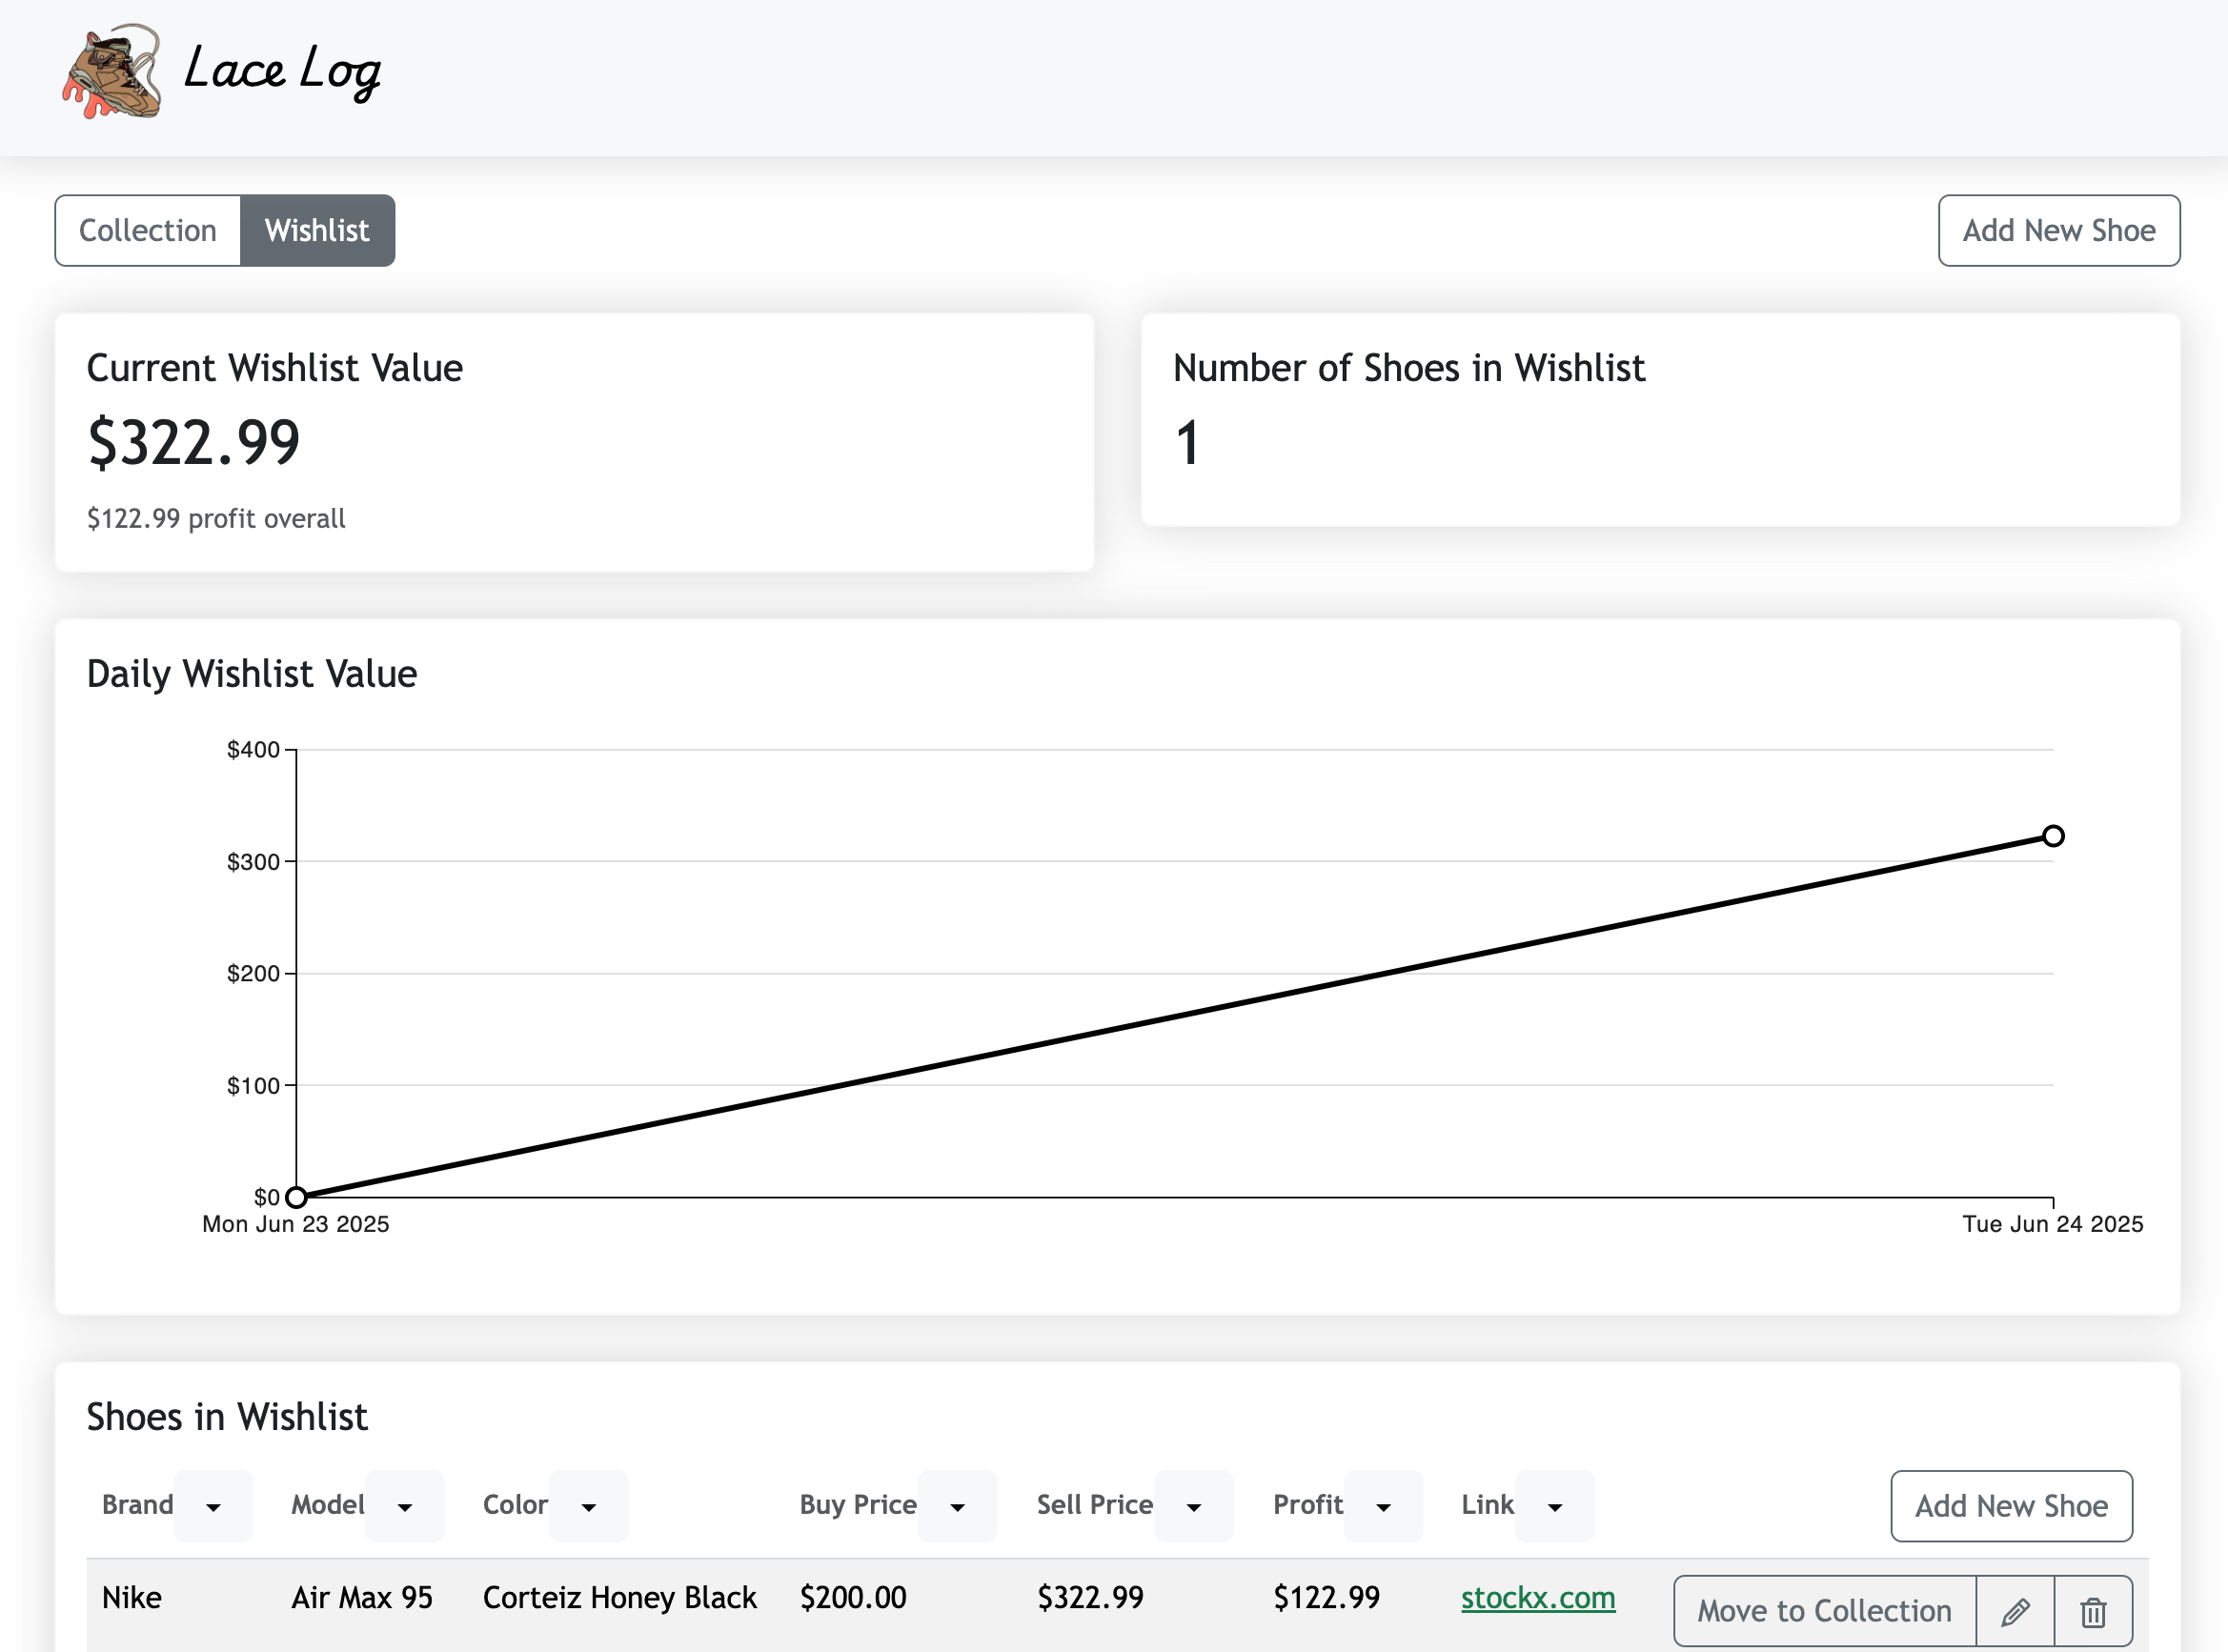 Lace Log
Collection Wishlist Add New Shoe
Current Wishlist Value
$322.99
$122.99 profit overall
Number of Shoes in Wishlist
1
Daily Wishlist Value
$400
$300
$200
$100
$0
Mon Jun 23 2025 Tue Jun 24 2025
Shoes in Wishlist
Brand Model Color Buy Price Sell Price Profit Link Add New Shoe
Nike Air Max 95 Corteiz Honey Black $200.00 $322.99 $122.99 stockx.com Move to Collection